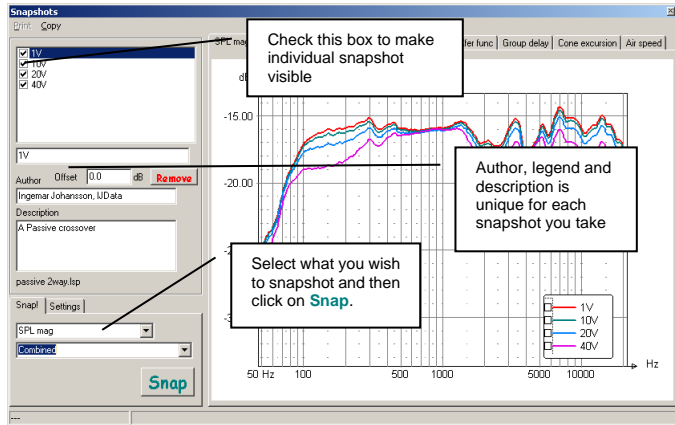 Snapshots
Print Copy
1V
10V
20V
40V
1V
Author Offset 0.0 dB Remove
Ingemar Johansson, IJData
Description
A Passive crossover
passive 2way.lsp
Snap! Settings
SPL mag
Combined
Snap
---
SPL mag
fer func Group delay Cone excursion Air speed
Check this box to make
individual snapshot
visible
-15.00
-20.00
Author, legend and
description is
unique for each
snapshot you take
Select what you wish
to snapshot and then
click on Snap.
1V
10V
20V
40V
50 Hz 100 500 1000 5000 10000 Hz